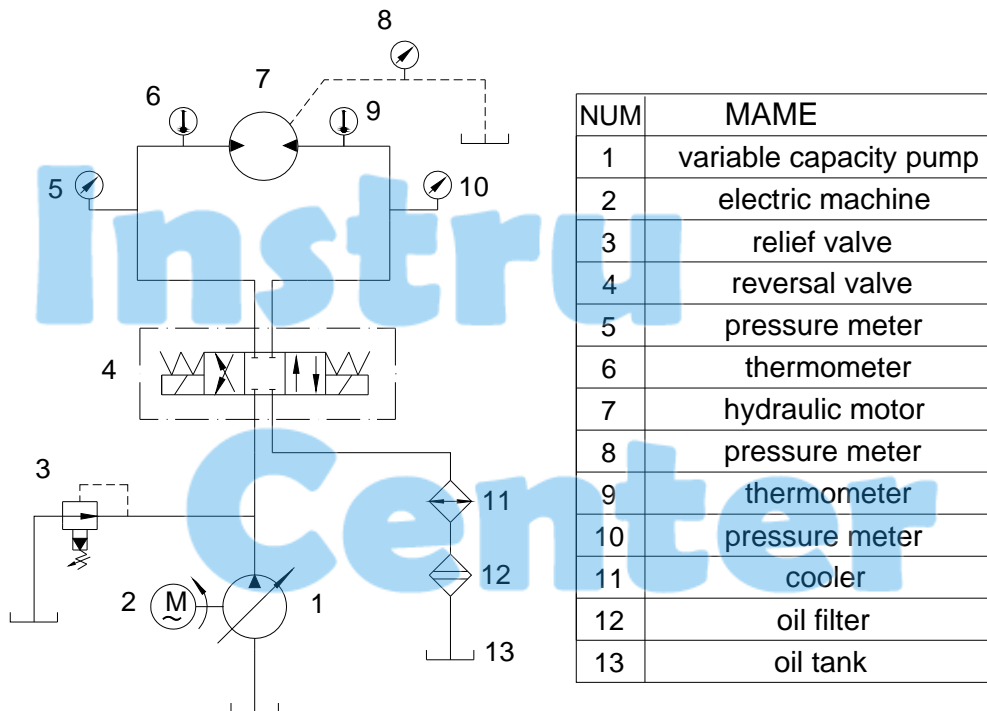 8
7
6
9
5
10
4
3
11
12
2
M
~
1
13
NUM MAME
1 variable capacity pump
2 electric machine
3 relief valve
4 reversal valve
5 pressure meter
6 thermometer
7 hydraulic motor
8 pressure meter
9 thermometer
10 pressure meter
11 cooler
12 oil filter
13 oil tank
Instru
Center